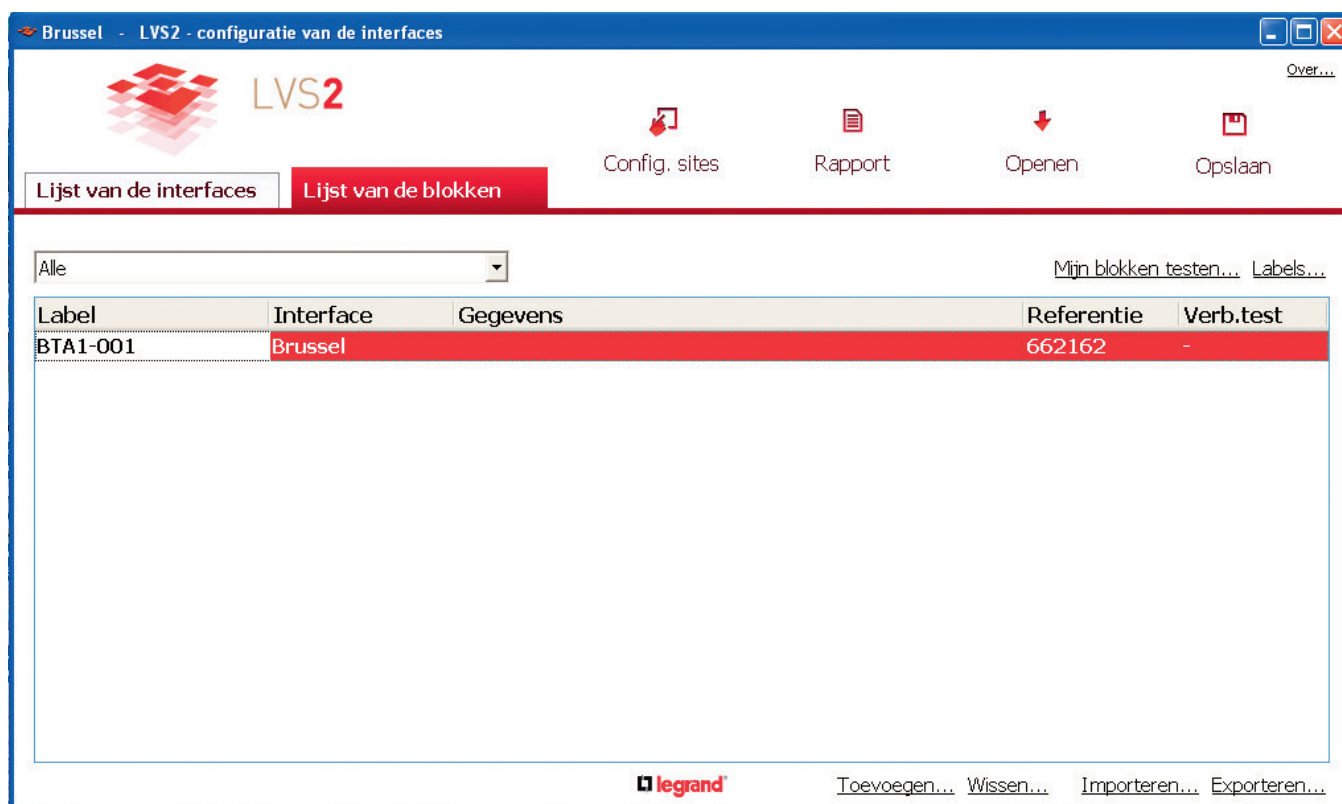 Brussel - LVS2 - configuratie van de interfaces
Over...
LVS2
Config. sites Rapport Openen Opslaan
Lijst van de interfaces Lijst van de blokken
Alle
Mijn blokken testen... Labels...
Label Interface Gegevens Referentie Verb.test
BTA1-001 Brussel 662162 -
legrand®
Toevoegen... Wissen... Importeren... Exporteren...